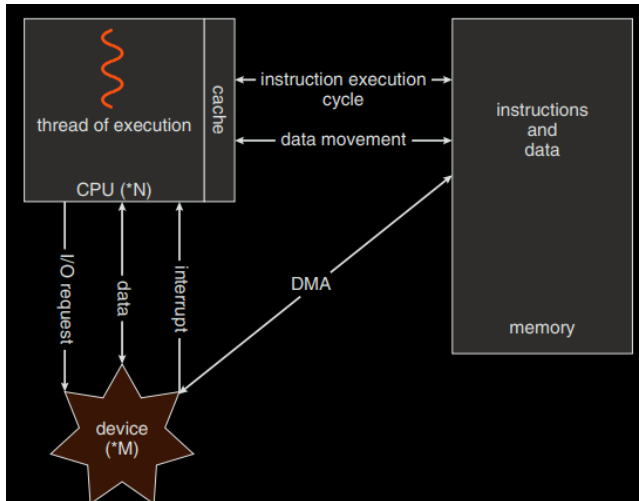 thread of execution
cache
CPU (*N)
instruction execution
cycle
data movement
instructions
and
data
memory
I/O request
data
interrupt
DMA
device
(*M)